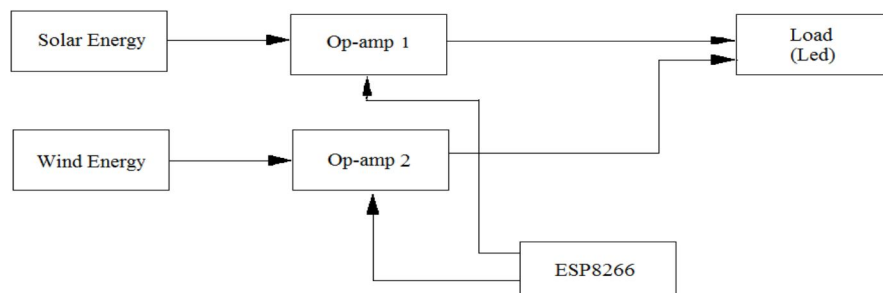 Solar Energy
Op-amp 1
Load
(Led)
Wind Energy
Op-amp 2
ESP8266